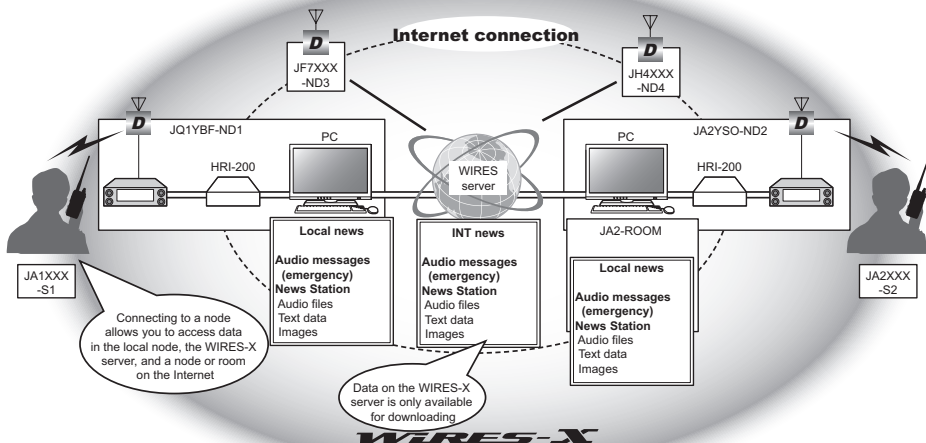 Internet connection
D
JF7XXX
-ND3
D
JH4XXX
-ND4
D
JQ1YBF-ND1
PC
HRI-200
WIRES
server
PC
JA2YSO-ND2
D
HRI-200
JA1XXX
-S1
JA2XXX
-S2
Local news
Audio messages
(emergency)
News Station
Audio files
Text data
Images
INT news
Audio messages
(emergency)
News Station
Audio files
Text data
Images
JA2-ROOM
Local news
Audio messages
(emergency)
News Station
Audio files
Text data
Images
Connecting to a node
allows you to access data
in the local node, the WIRES-X
server, and a node or room
on the Internet
Data on the WIRES-X
server is only available
for downloading
WIRES-X